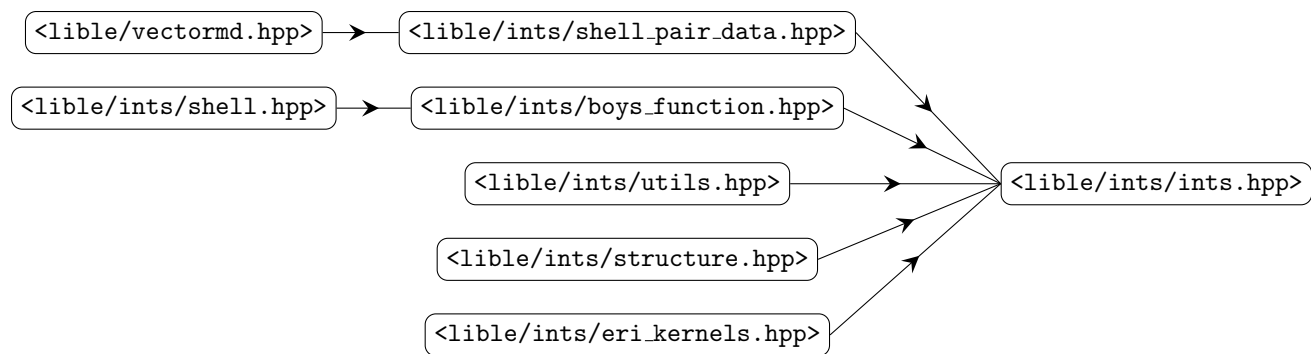 <lible/vectormd.hpp> <lible/ints/shell_pair_data.hpp>
<lible/ints/shell.hpp> <lible/ints/boys_function.hpp>
<lible/ints/utils.hpp> <lible/ints/ints.hpp>
<lible/ints/structure.hpp>
<lible/ints/eri_kernels.hpp>